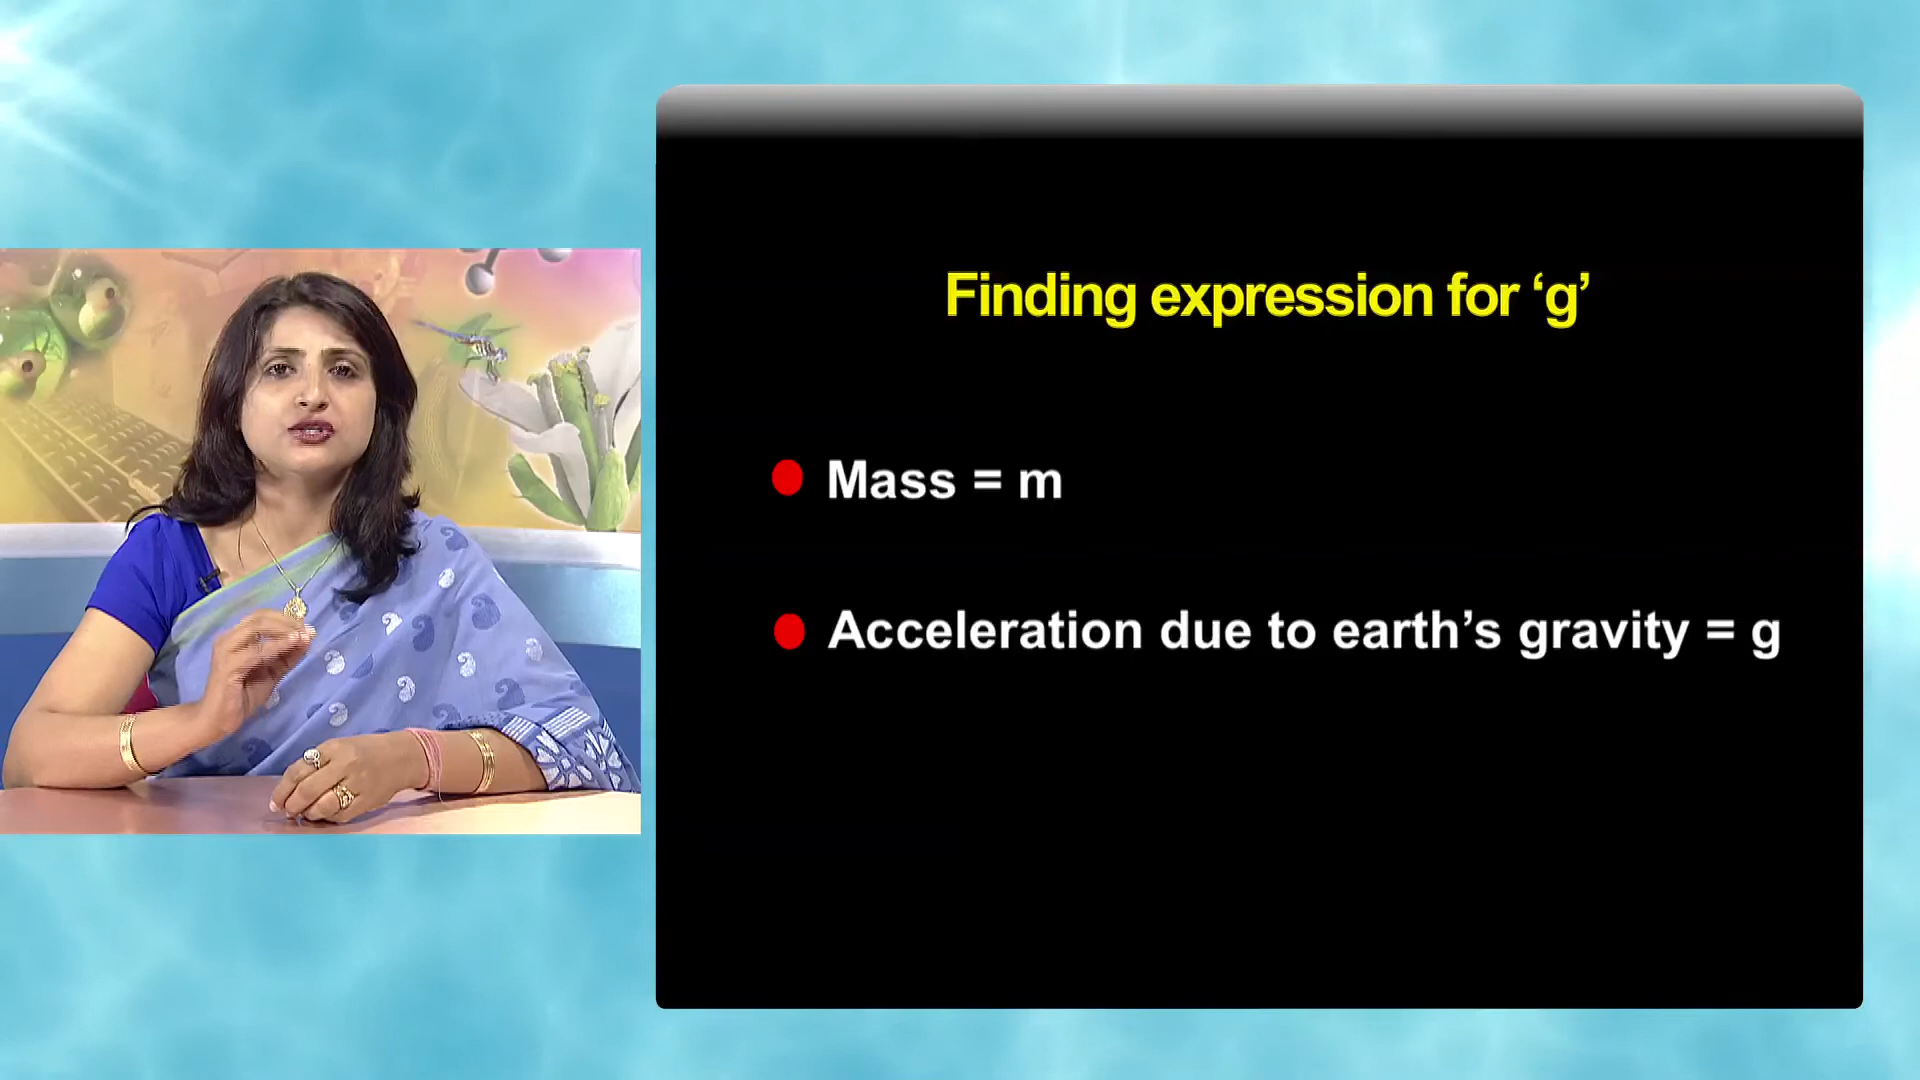 Finding expression for ‘g’
Mass = m
Acceleration due to earth’s gravity = g